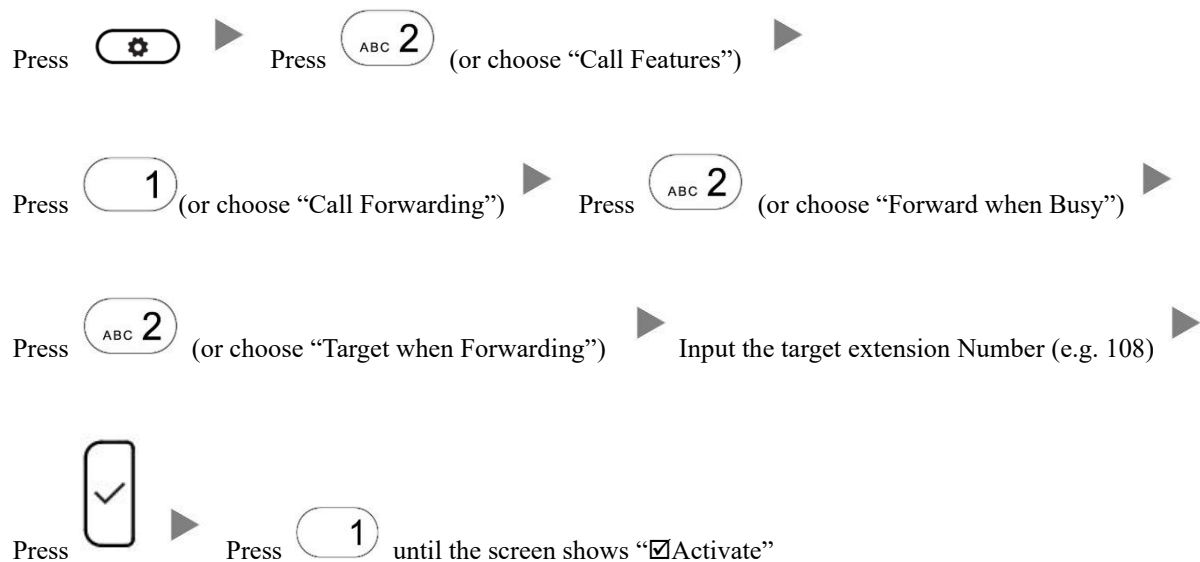 Press Press ABC 2 (or choose “Call Features”)
Press 1 (or choose “Call Forwarding”) Press ABC 2 (or choose “Forward when Busy”)
Press ABC 2 (or choose “Target when Forwarding”) Input the target extension Number (e.g. 108)
Press Press 1 until the screen shows “☑Activate”